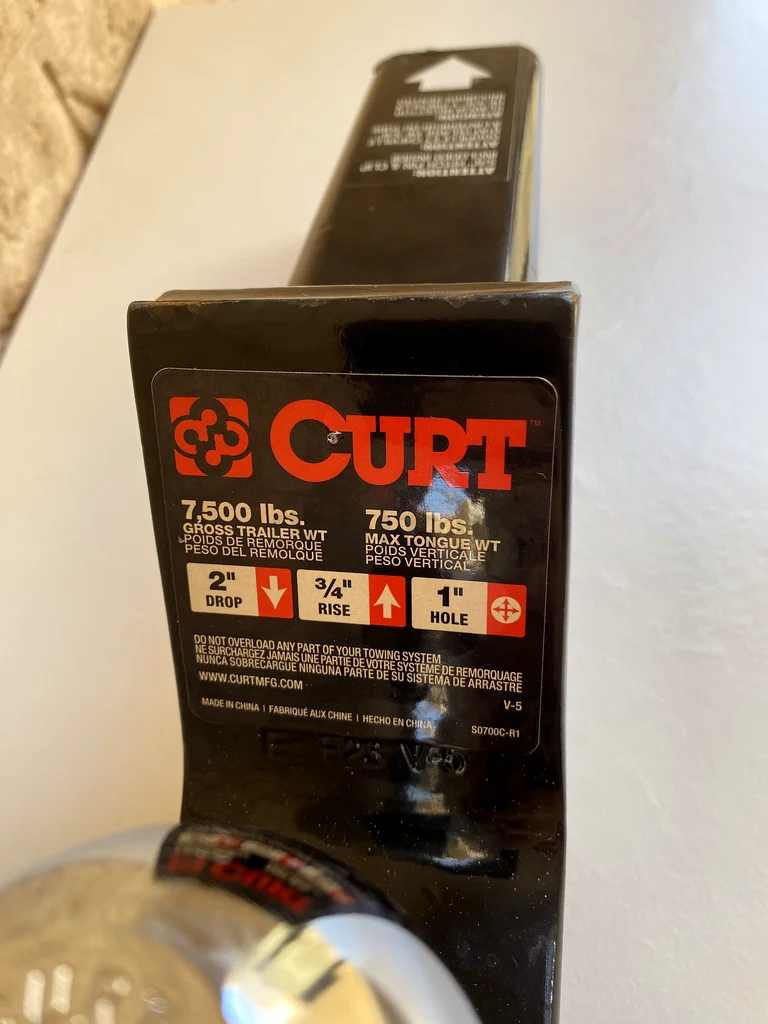 ATTENTION:
CURT
™
7,500 lbs.
GROSS TRAILER WT
POIDS DE REMORQUE
PESO DEL REMOLQUE
750 lbs.
MAX TONGUE WT
POIDS VERTICALE
PESO VERTICAL
2"
DROP
3/4"
RISE
1"
HOLE
DO NOT OVERLOAD ANY PART OF YOUR TOWING SYSTEM
NE SURCHARGEZ JAMAIS UNE PARTIE DE VOTRE SYSTEME DE REMORQUAGE
NUNCA SOBRECARGUE NINGUNA PARTE DE SU SISTEMA DE ARRASTRE
WWW.CURTMFG.COM
V-5
MADE IN CHINA | FABRIQUÉ AUX CHINE | HECHO EN CHINA
S0700C-R1